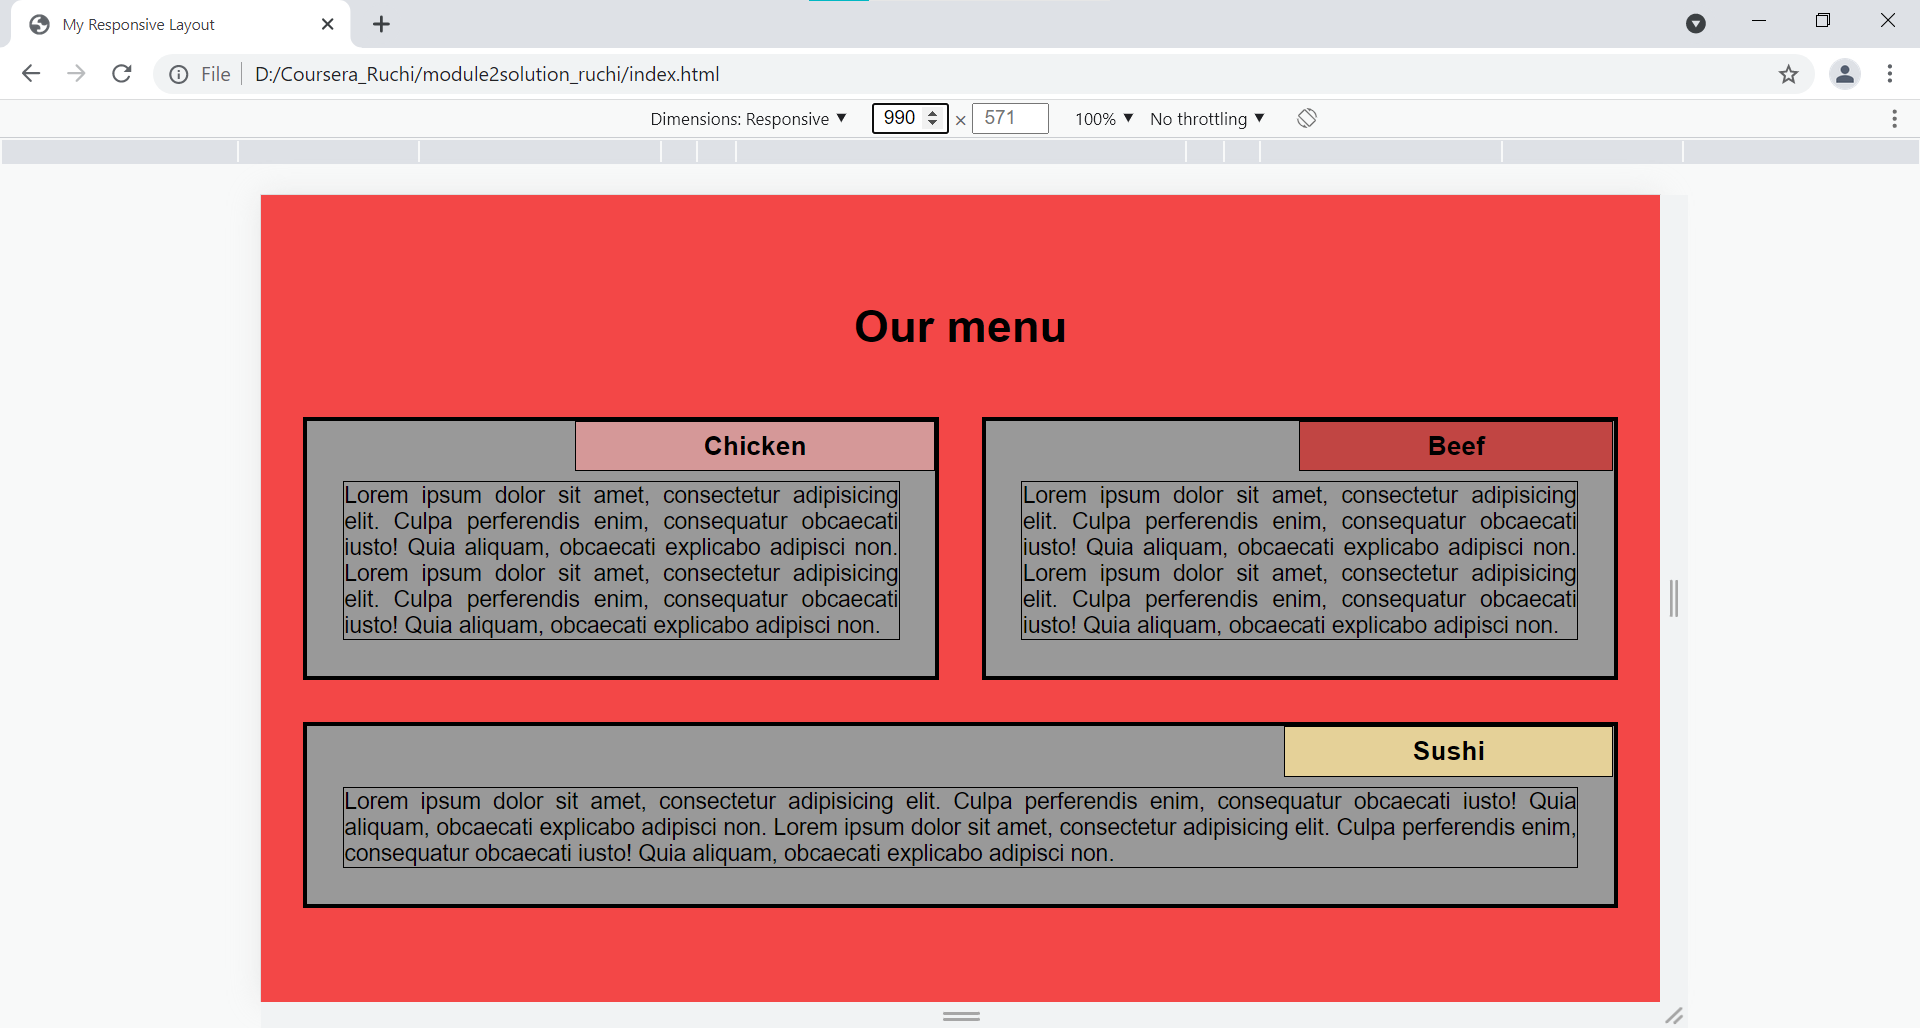 My Responsive Layout
File D:/Coursera_Ruchi/module2solution_ruchi/index.html
Dimensions: Responsive 990 × 571 100% No throttling
Our menu
Chicken
Lorem ipsum dolor sit amet, consectetur adipisicing
elit. Culpa perferendis enim, consequatur obcaecati
iusto! Quia aliquam, obcaecati explicabo adipisci non.
Lorem ipsum dolor sit amet, consectetur adipisicing
elit. Culpa perferendis enim, consequatur obcaecati
iusto! Quia aliquam, obcaecati explicabo adipisci non.
Beef
Lorem ipsum dolor sit amet, consectetur adipisicing
elit. Culpa perferendis enim, consequatur obcaecati
iusto! Quia aliquam, obcaecati explicabo adipisci non.
Lorem ipsum dolor sit amet, consectetur adipisicing
elit. Culpa perferendis enim, consequatur obcaecati
iusto! Quia aliquam, obcaecati explicabo adipisci non.
Sushi
Lorem ipsum dolor sit amet, consectetur adipisicing elit. Culpa perferendis enim, consequatur obcaecati iusto! Quia
aliquam, obcaecati explicabo adipisci non. Lorem ipsum dolor sit amet, consectetur adipisicing elit. Culpa perferendis enim,
consequatur obcaecati iusto! Quia aliquam, obcaecati explicabo adipisci non.